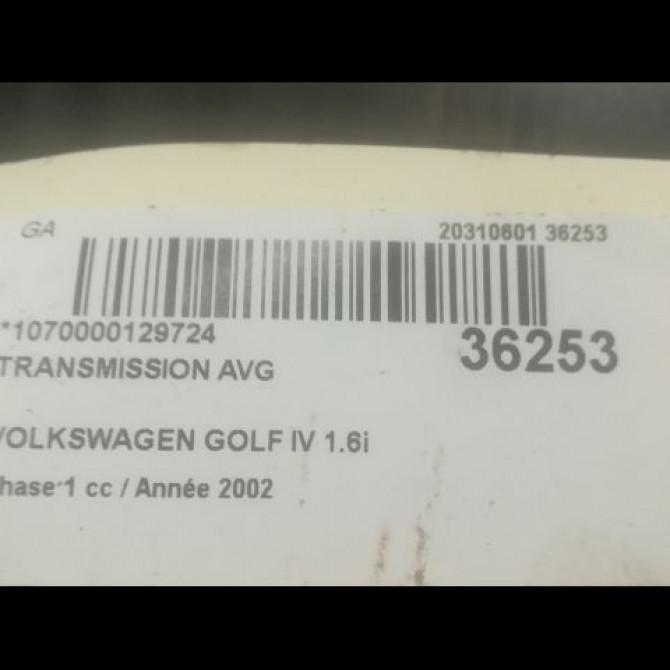 GA
20310601 36253
*1070000129724
36253
TRANSMISSION AVG
VOLKSWAGEN GOLF IV 1.6i
hase 1 cc / Année 2002